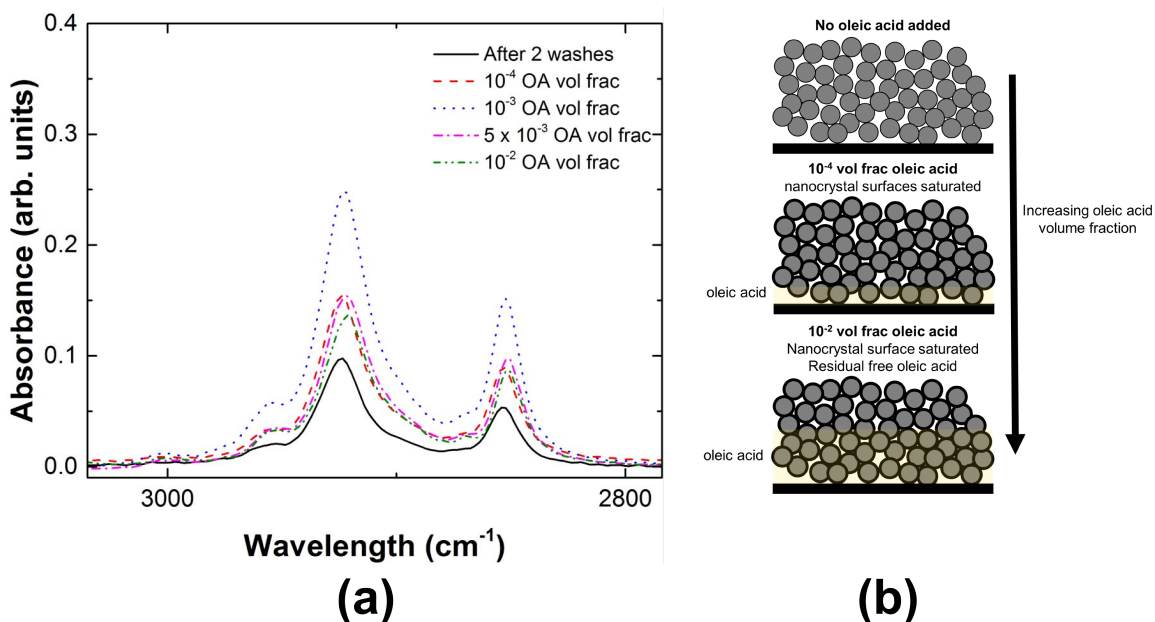 0.4
0.3
0.2
0.1
0.0
Absorbance (arb. units)
After 2 washes
10⁻⁴ OA vol frac
10⁻³ OA vol frac
5 x 10⁻³ OA vol frac
10⁻² OA vol frac
3000
2800
Wavelength (cm⁻¹)
(a)
No oleic acid added
10⁻⁴ vol frac oleic acid
nanocrystal surfaces saturated
oleic acid
10⁻² vol frac oleic acid
Nanocrystal surface saturated
Residual free oleic acid
oleic acid
Increasing oleic acid
volume fraction
(b)